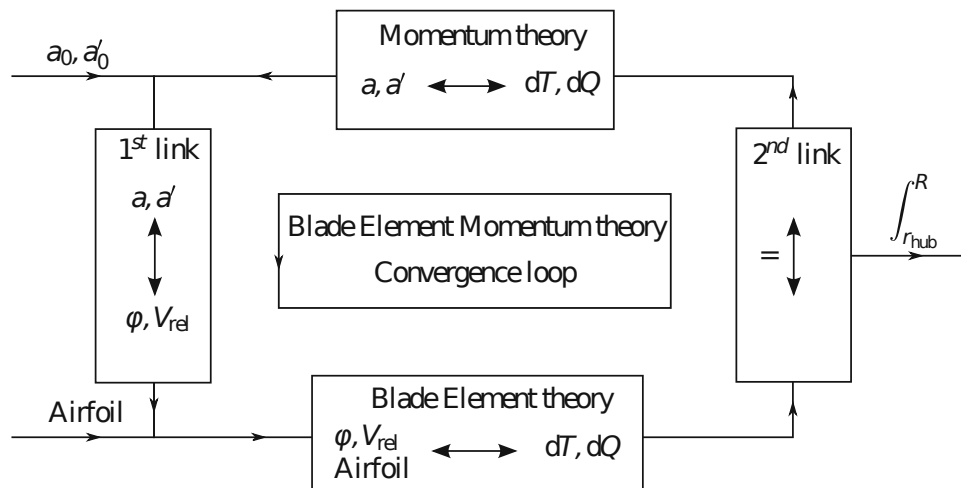 a₀, a′₀
Momentum theory
a, a′ dT, dQ
1ˢᵗ link
a, a′
φ, V_rel
2ⁿᵈ link
=
∫_{r_hub}^{R}
Blade Element Momentum theory
Convergence loop
Airfoil
Blade Element theory
φ, V_rel dT, dQ
Airfoil